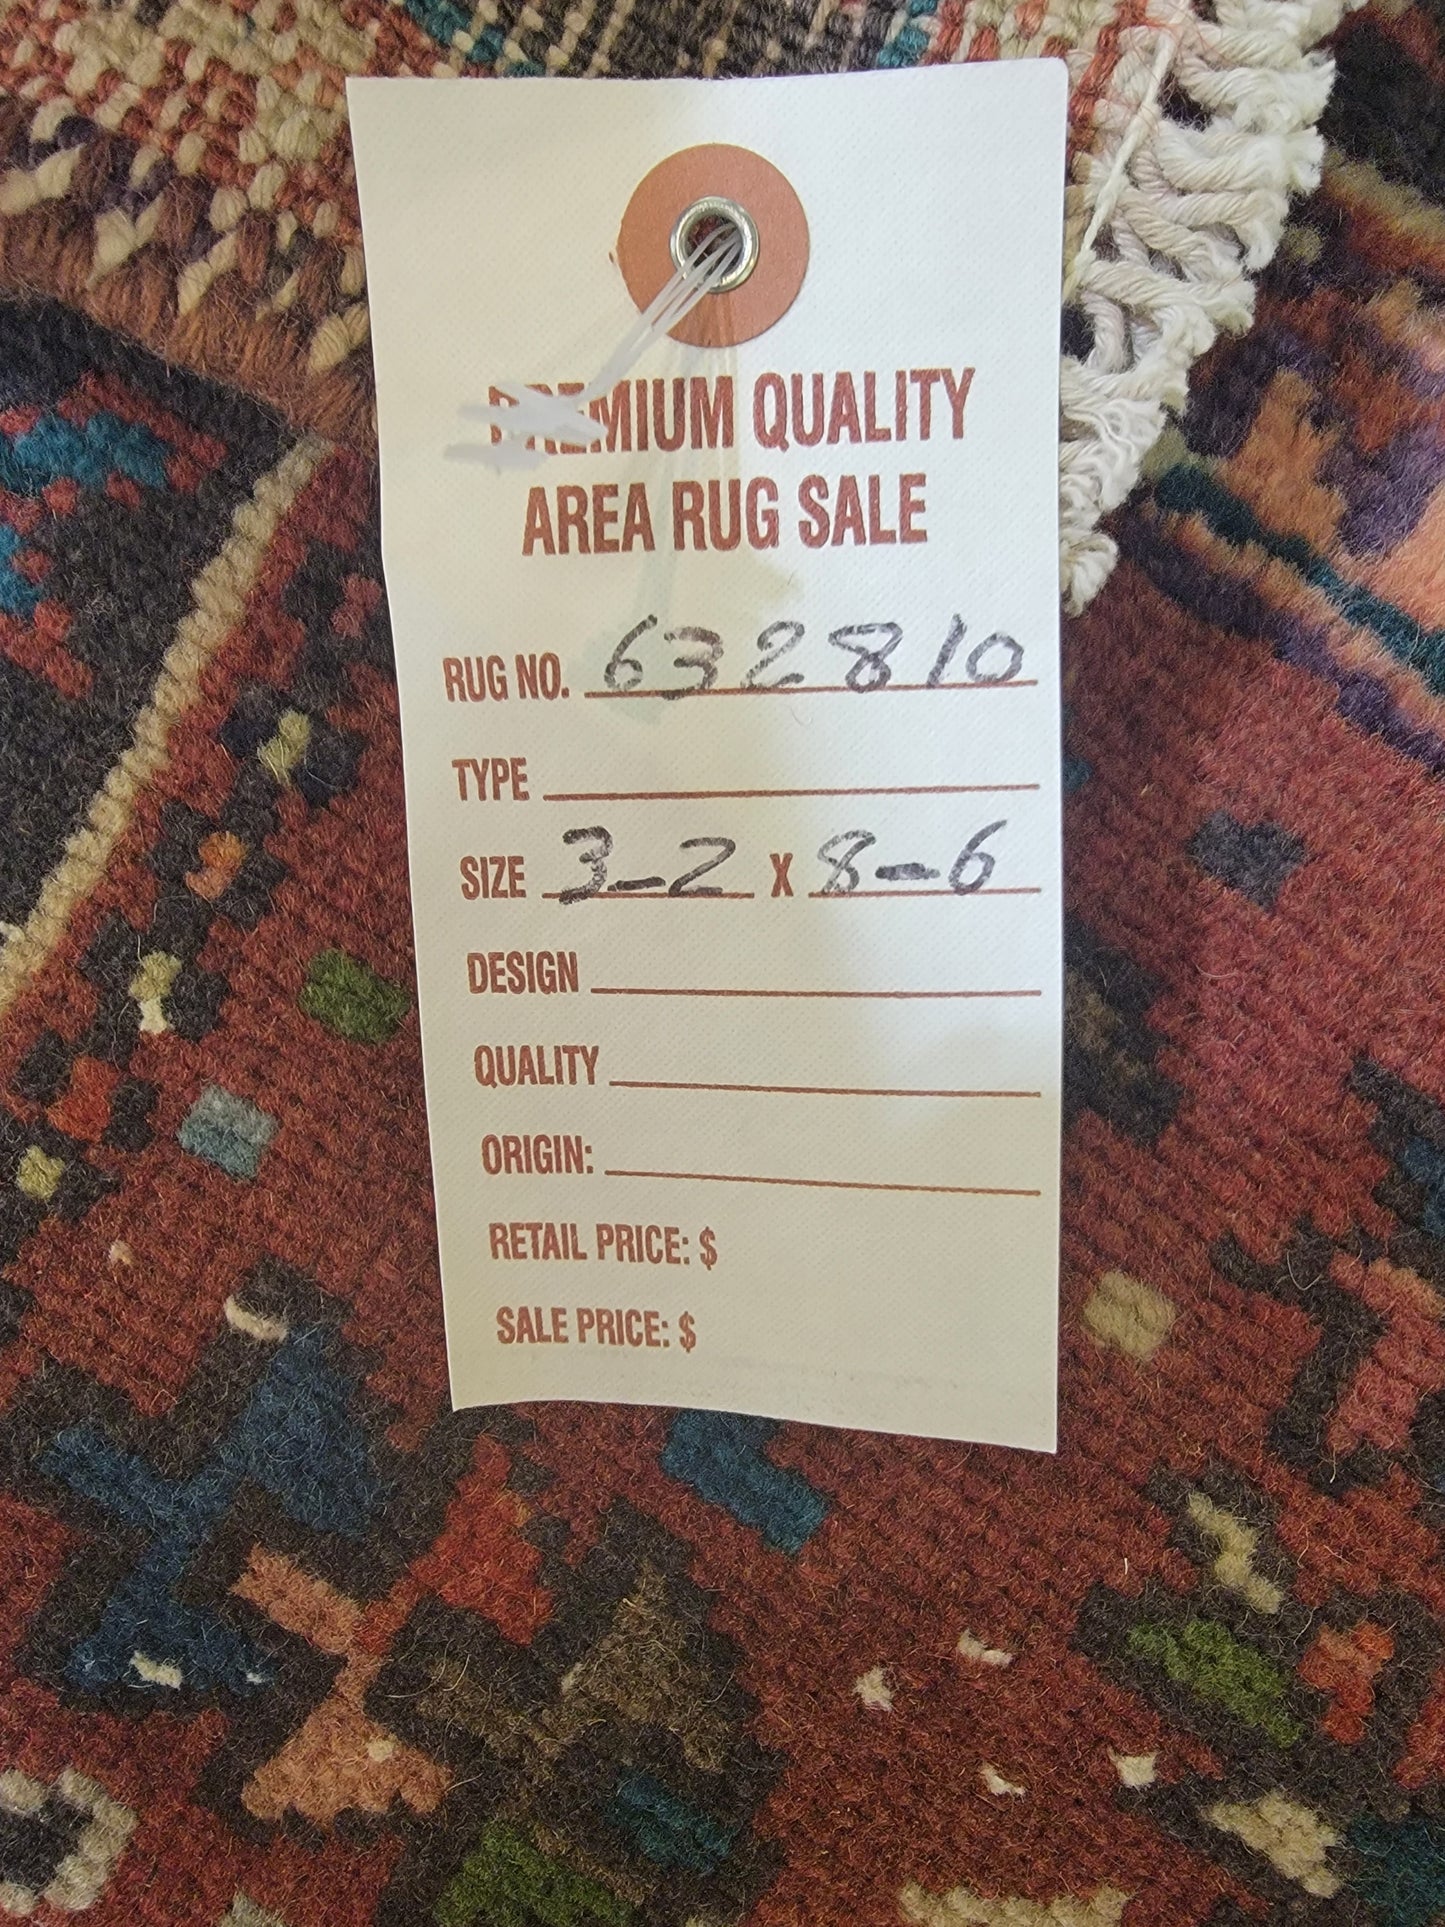 PREMIUM QUALITY
AREA RUG SALE
RUG NO. 632810
TYPE
SIZE 3-2 X 8-6
DESIGN
QUALITY
ORIGIN:
RETAIL PRICE: $
SALE PRICE: $